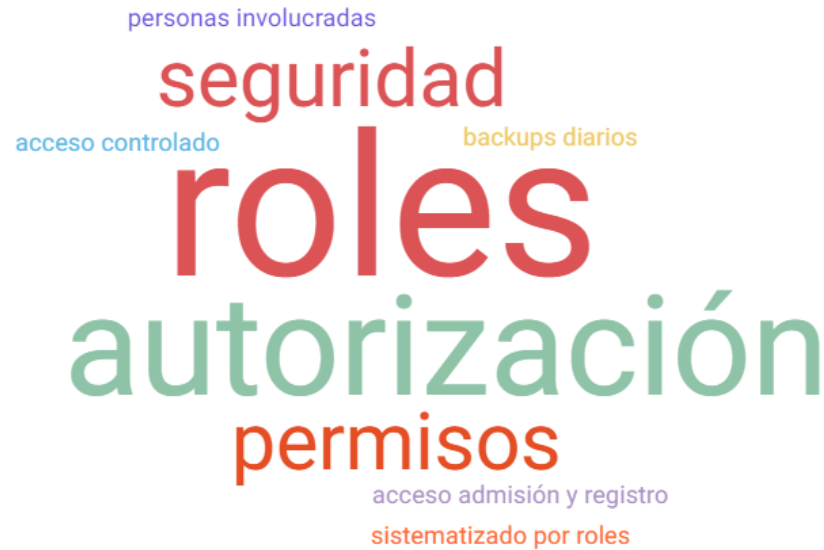 personas involucradas
seguridad
acceso controlado
backups diarios
roles
autorización
permisos
acceso admisión y registro
sistematizado por roles